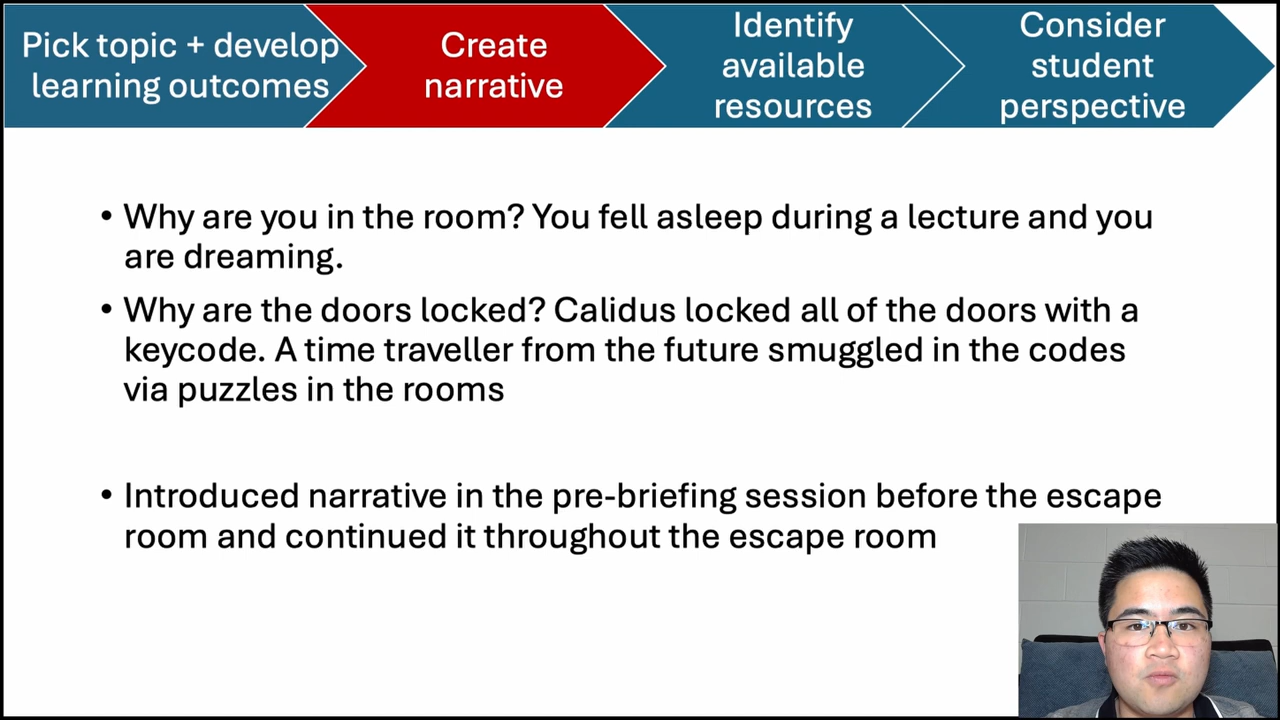 Pick topic + develop
learning outcomes
Create
narrative
Identify
available
resources
Consider
student
perspective
• Why are you in the room? You fell asleep during a lecture and you
are dreaming.
• Why are the doors locked? Calidus locked all of the doors with a
keycode. A time traveller from the future smuggled in the codes
via puzzles in the rooms
• Introduced narrative in the pre-briefing session before the escape
room and continued it throughout the escape room